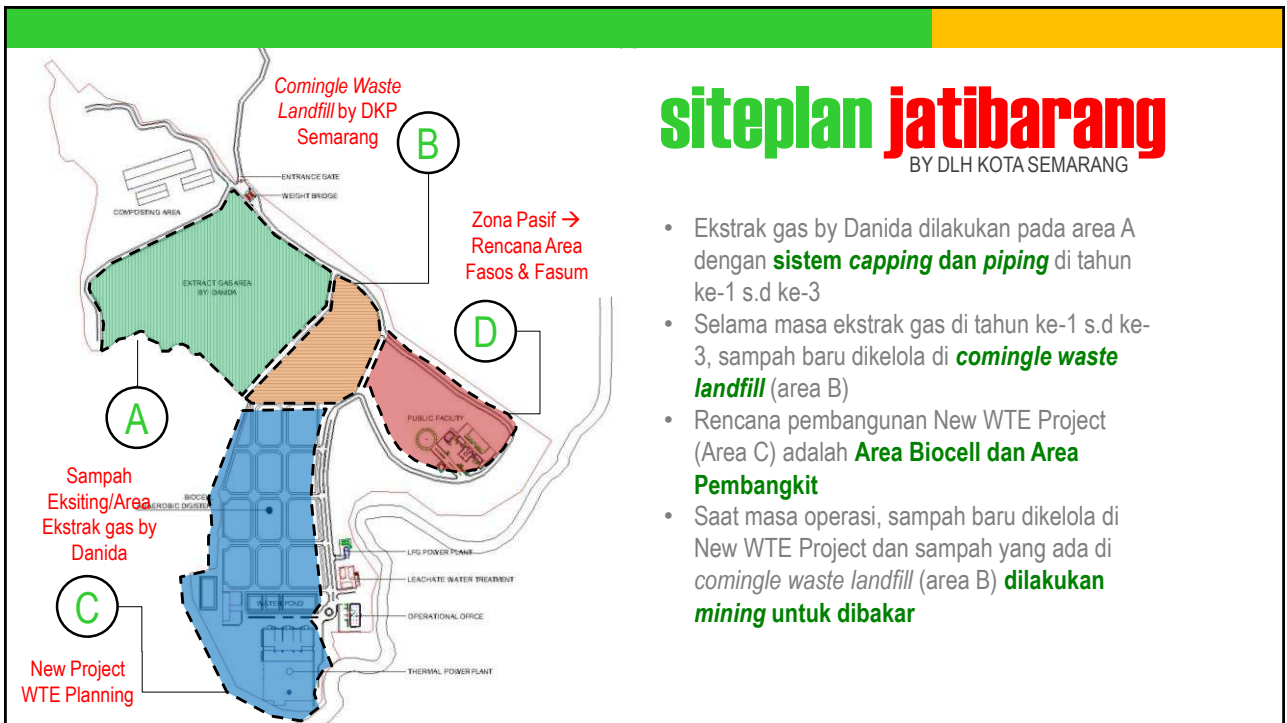 siteplan jatibarang
BY DLH KOTA SEMARANG
Comingle Waste
Landfill by DKP
Semarang
B
ENTRANCE GATE
WEIGHT BRIDGE
COMPOSTING AREA
Zona Pasif →
Rencana Area
Fasos & Fasum
D
EXTRACT GAS AREA
BY: DANIDA
A
PUBLIC FACILITY
Sampah
Eksiting/Area
Ekstrak gas by
Danida
C
New Project
WTE Planning
LFG POWER PLANT
LEACHATE WATER TREATMENT
WATER POND
OPERATIONAL OFFICE
THERMAL POWER PLANT
• Ekstrak gas by Danida dilakukan pada area A
dengan sistem capping dan piping di tahun
ke-1 s.d ke-3
• Selama masa ekstrak gas di tahun ke-1 s.d ke-
3, sampah baru dikelola di comingle waste
landfill (area B)
• Rencana pembangunan New WTE Project
(Area C) adalah Area Biocell dan Area
Pembangkit
• Saat masa operasi, sampah baru dikelola di
New WTE Project dan sampah yang ada di
comingle waste landfill (area B) dilakukan
mining untuk dibakar